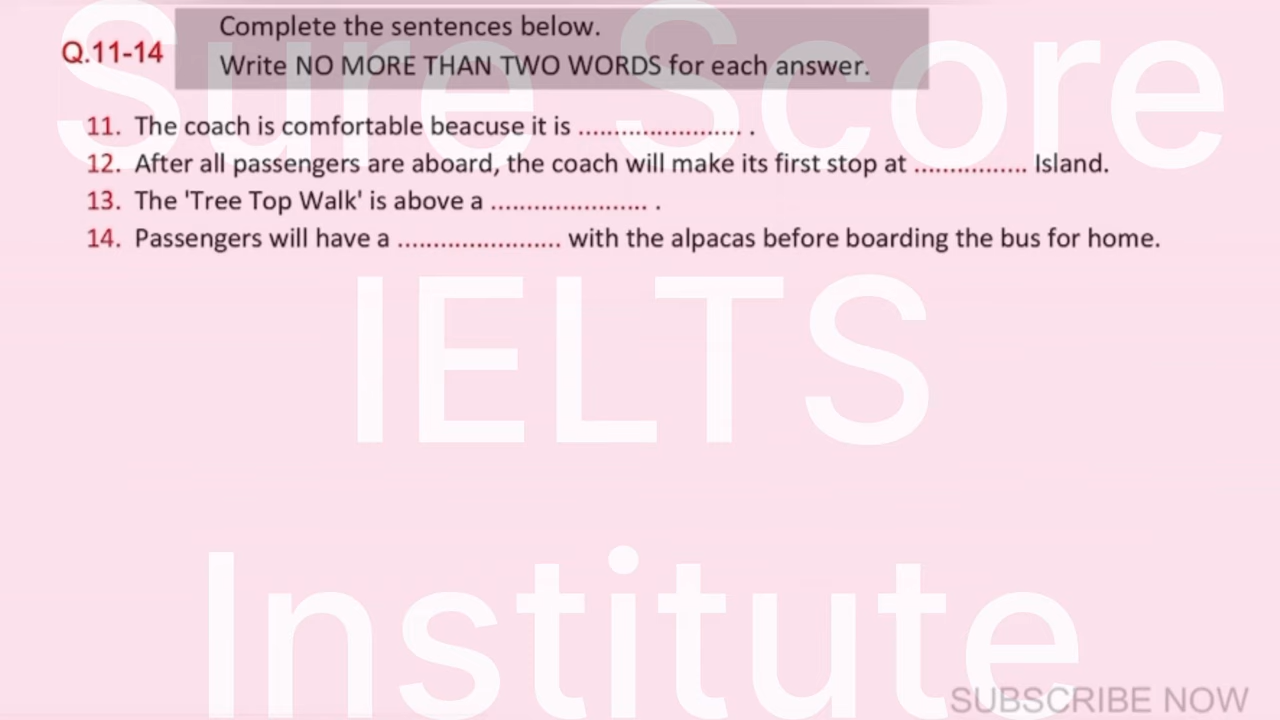 Sure Score
Complete the sentences below.
Q.11-14
Write NO MORE THAN TWO WORDS for each answer.
11. The coach is comfortable beacuse it is ....................... .
12. After all passengers are aboard, the coach will make its first stop at ................ Island.
13. The 'Tree Top Walk' is above a ...................... .
14. Passengers will have a ....................... with the alpacas before boarding the bus for home.
IELTS
Institute
SUBSCRIBE NOW